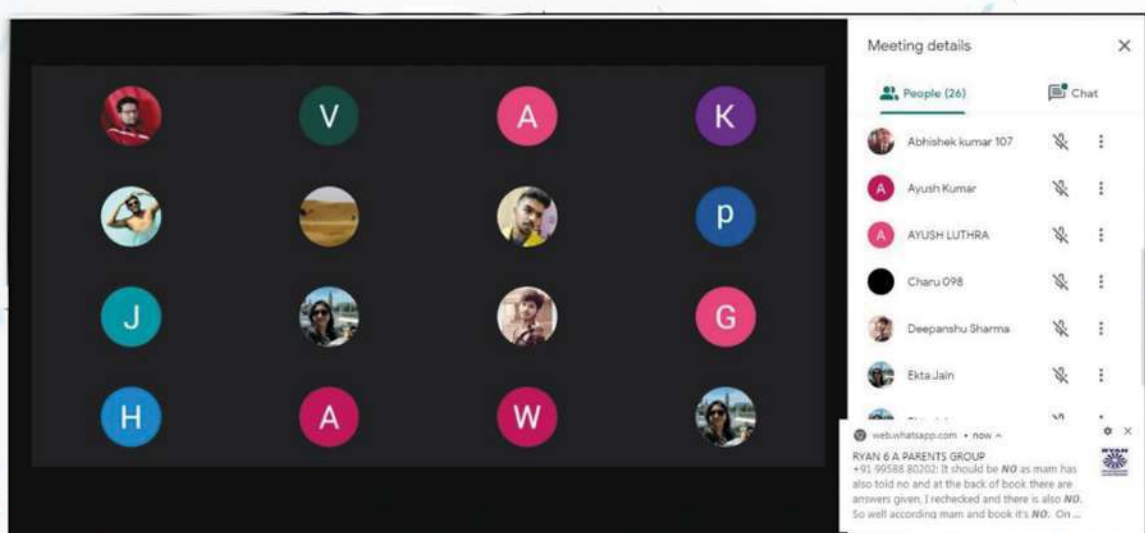 V
A
K
p
J
G
H
A
W
Meeting details
People (26)
Chat
Abhishek kumar 107
A
Ayush Kumar
A
AYUSH LUTHRA
Charu 098
Deepanshu Sharma
Ekta Jain
web.whatsapp.com • now
RYAN 6 A PARENTS GROUP
+91 99588 80202: It should be NO as mam has
also told no and at the back of book there are
answers given, I rechecked and there is also NO.
So well according mam and book it's NO. On ...
RYAN